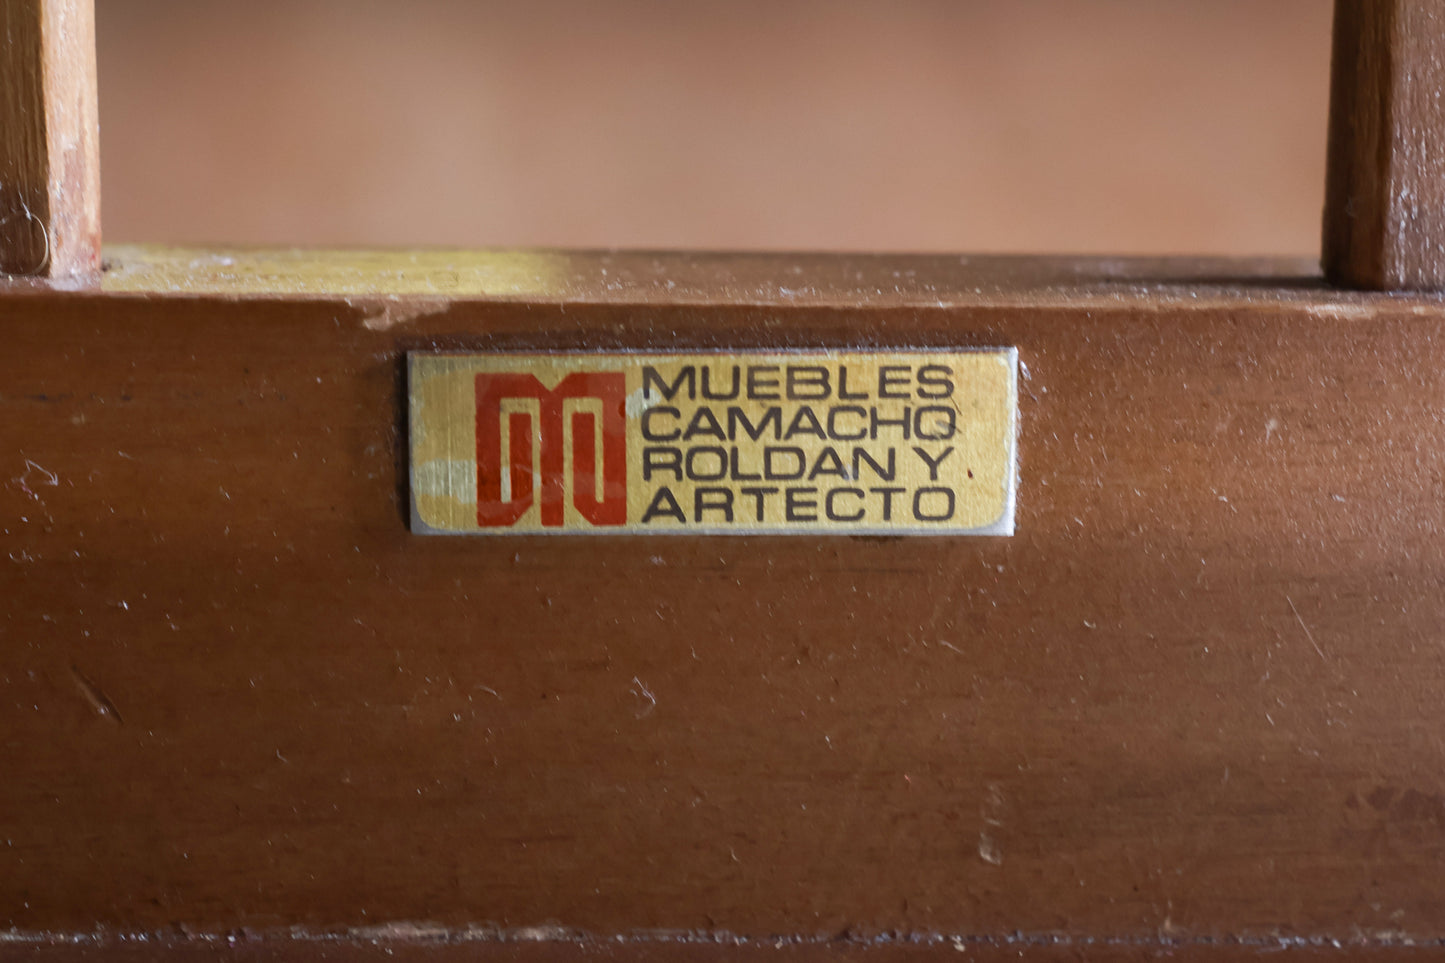 MUEBLES
CAMACHO
ROLDAN Y
ARTECTO